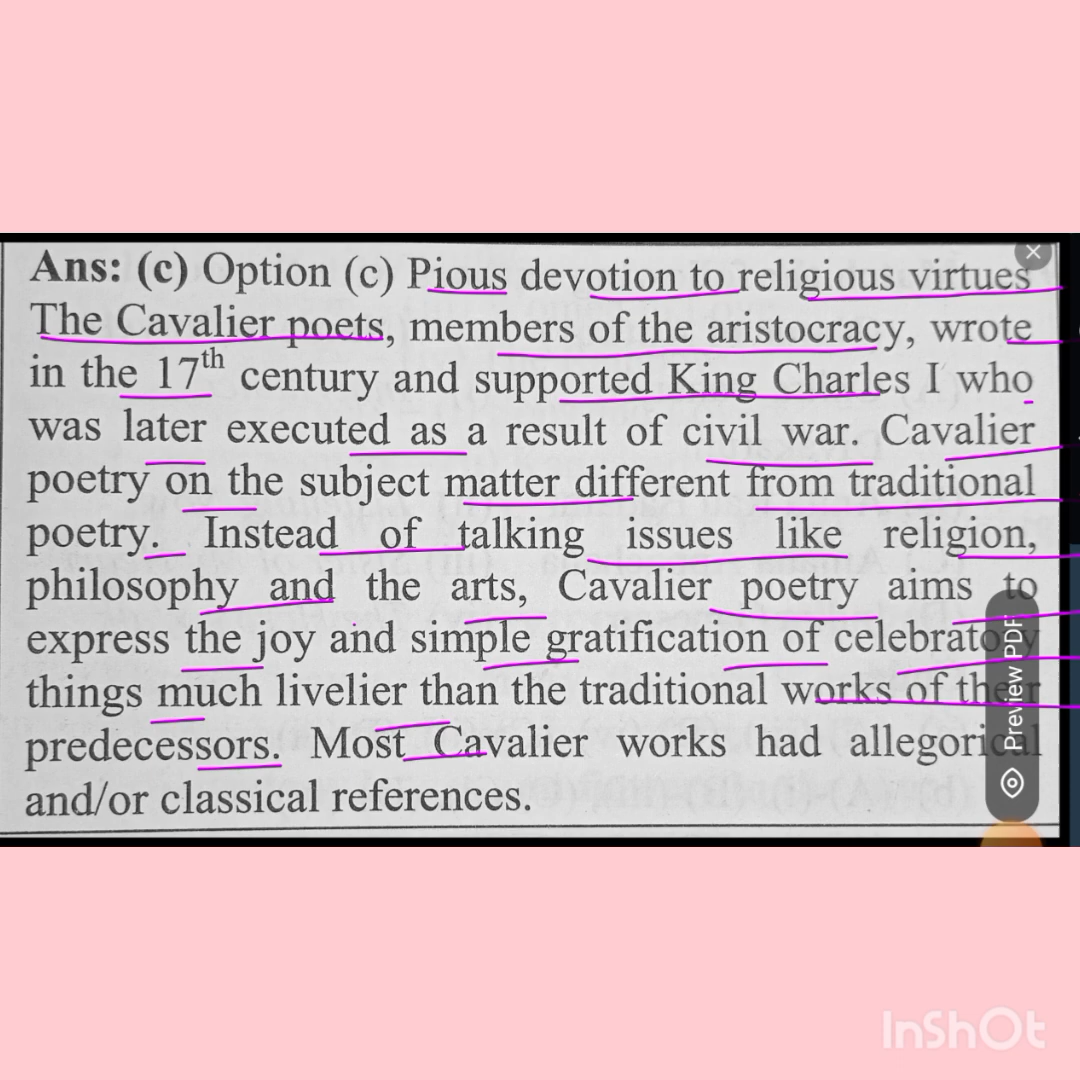 Ans: (c) Option (c) Pious devotion to religious virtues
The Cavalier poets, members of the aristocracy, wrote
in the 17th century and supported King Charles I who
was later executed as a result of civil war. Cavalier
poetry on the subject matter different from traditional
poetry. Instead of talking issues like religion,
philosophy and the arts, Cavalier poetry aims to
express the joy and simple gratification of celebratory
things much livelier than the traditional works of their
predecessors. Most Cavalier works had allegorical
and/or classical references.
Preview PDF
InShOt